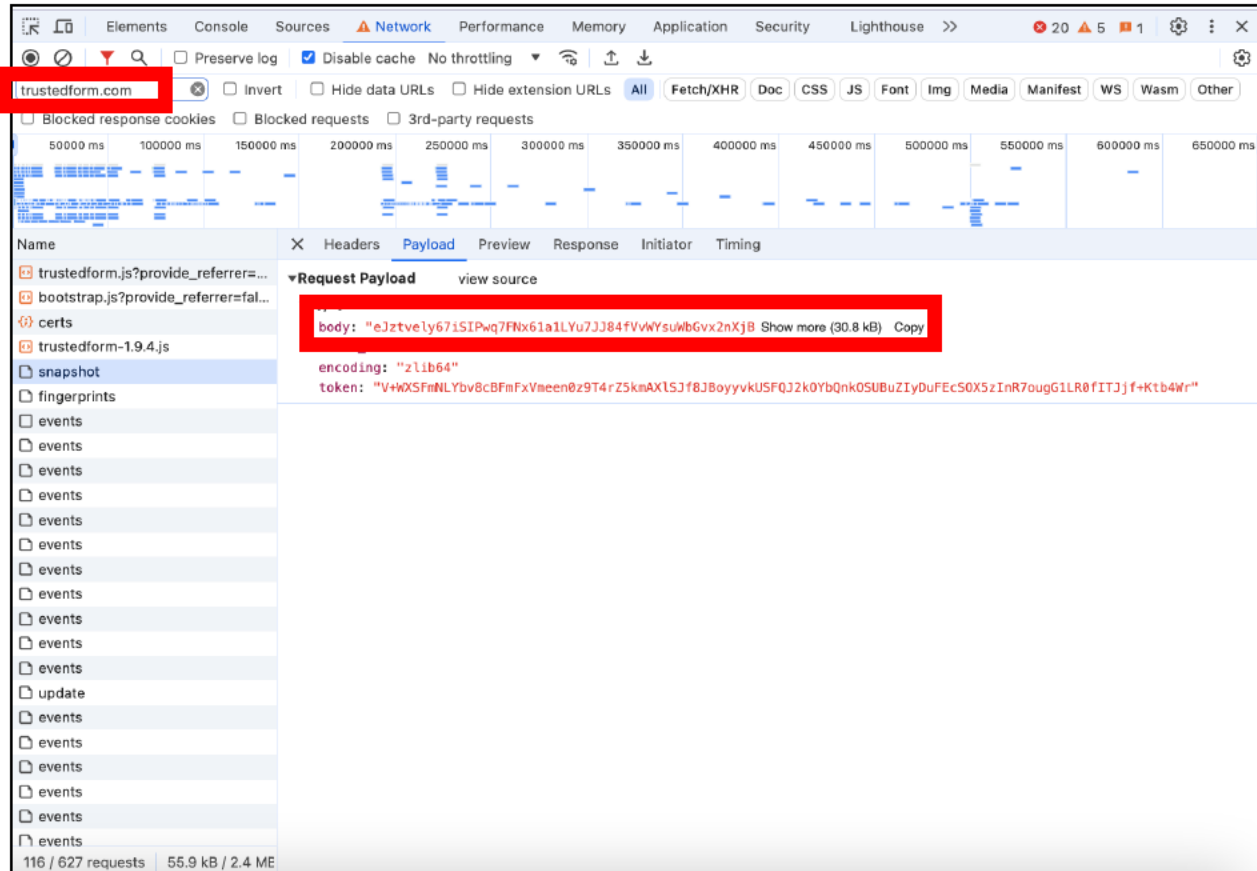 Elements Console Sources Network Performance Memory Application Security Lighthouse >> 20 5 1
Preserve log Disable cache No throttling
trustedform.com Invert Hide data URLs Hide extension URLs All Fetch/XHR Doc CSS JS Font Img Media Manifest WS Wasm Other
Blocked response cookies Blocked requests 3rd-party requests
50000 ms 100000 ms 150000 ms 200000 ms 250000 ms 300000 ms 350000 ms 400000 ms 450000 ms 500000 ms 550000 ms 600000 ms 650000 ms
Name
trustedform.js?provide_referrer=...
bootstrap.js?provide_referrer=fal...
certs
trustedform-1.9.4.js
snapshot
fingerprints
events
events
events
events
events
events
events
events
events
events
events
update
events
events
events
events
events
events
116 / 627 requests 55.9 kB / 2.4 ME
Headers Payload Preview Response Initiator Timing
Request Payload view source
body: "eJztvely67iSIPwq7FNx61a1LYu7JJ84fVvWYsuWbGvx2nXjB Show more (30.8 kB) Copy
encoding: "zlib64"
token: "V+WXSFmNLYbv8cBFmFxVmeen0z9T4rZ5kmAXlSJf8JBoyyvkUSFQJ2kOYbQnkOSUBuZIyDuFEcSOX5zInR7ougG1LR0fITJjf+Ktb4Wr"